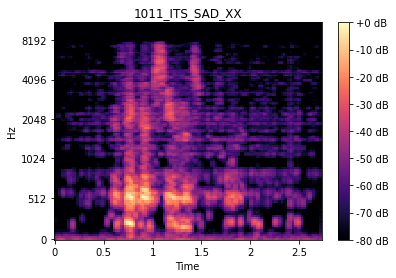 1011_ITS_SAD_XX
8192
4096
2048
1024
512
0
Hz
0
0.5
1
1.5
2
2.5
Time
+0 dB
-10 dB
-20 dB
-30 dB
-40 dB
-50 dB
-60 dB
-70 dB
-80 dB